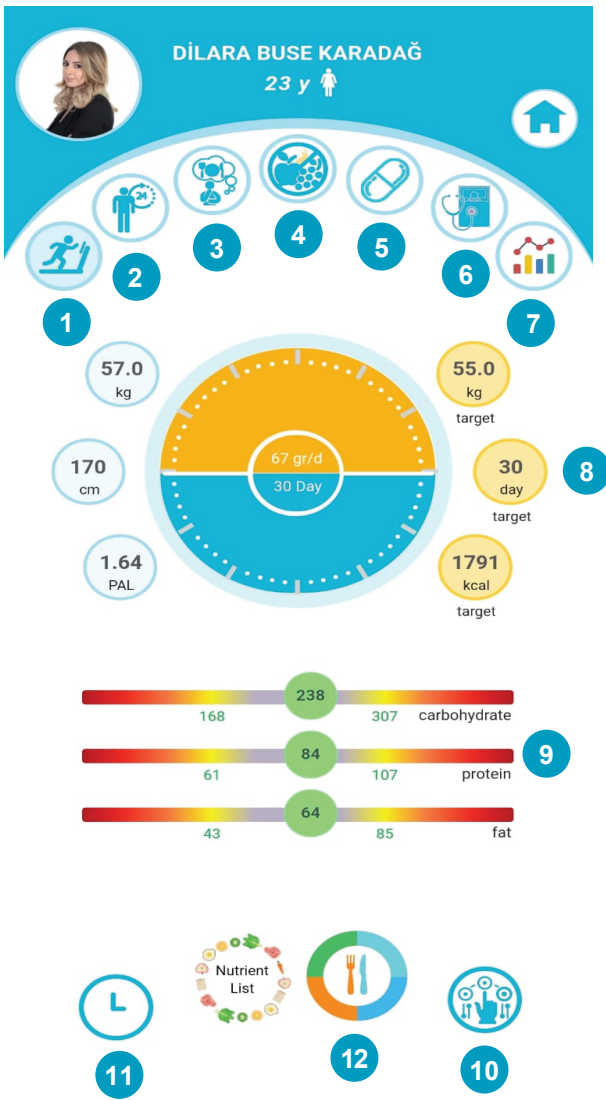 DİLARA BUSE KARADAĞ
23 y
24
1
2
3
4
5
6
7
57.0
kg
55.0
kg
target
67 gr/d
30 Day
170
cm
30
day
target
8
1.64
PAL
1791
kcal
target
238
168
307
carbohydrate
84
61
107
protein
9
64
43
85
fat
Nutrient
List
11
12
10